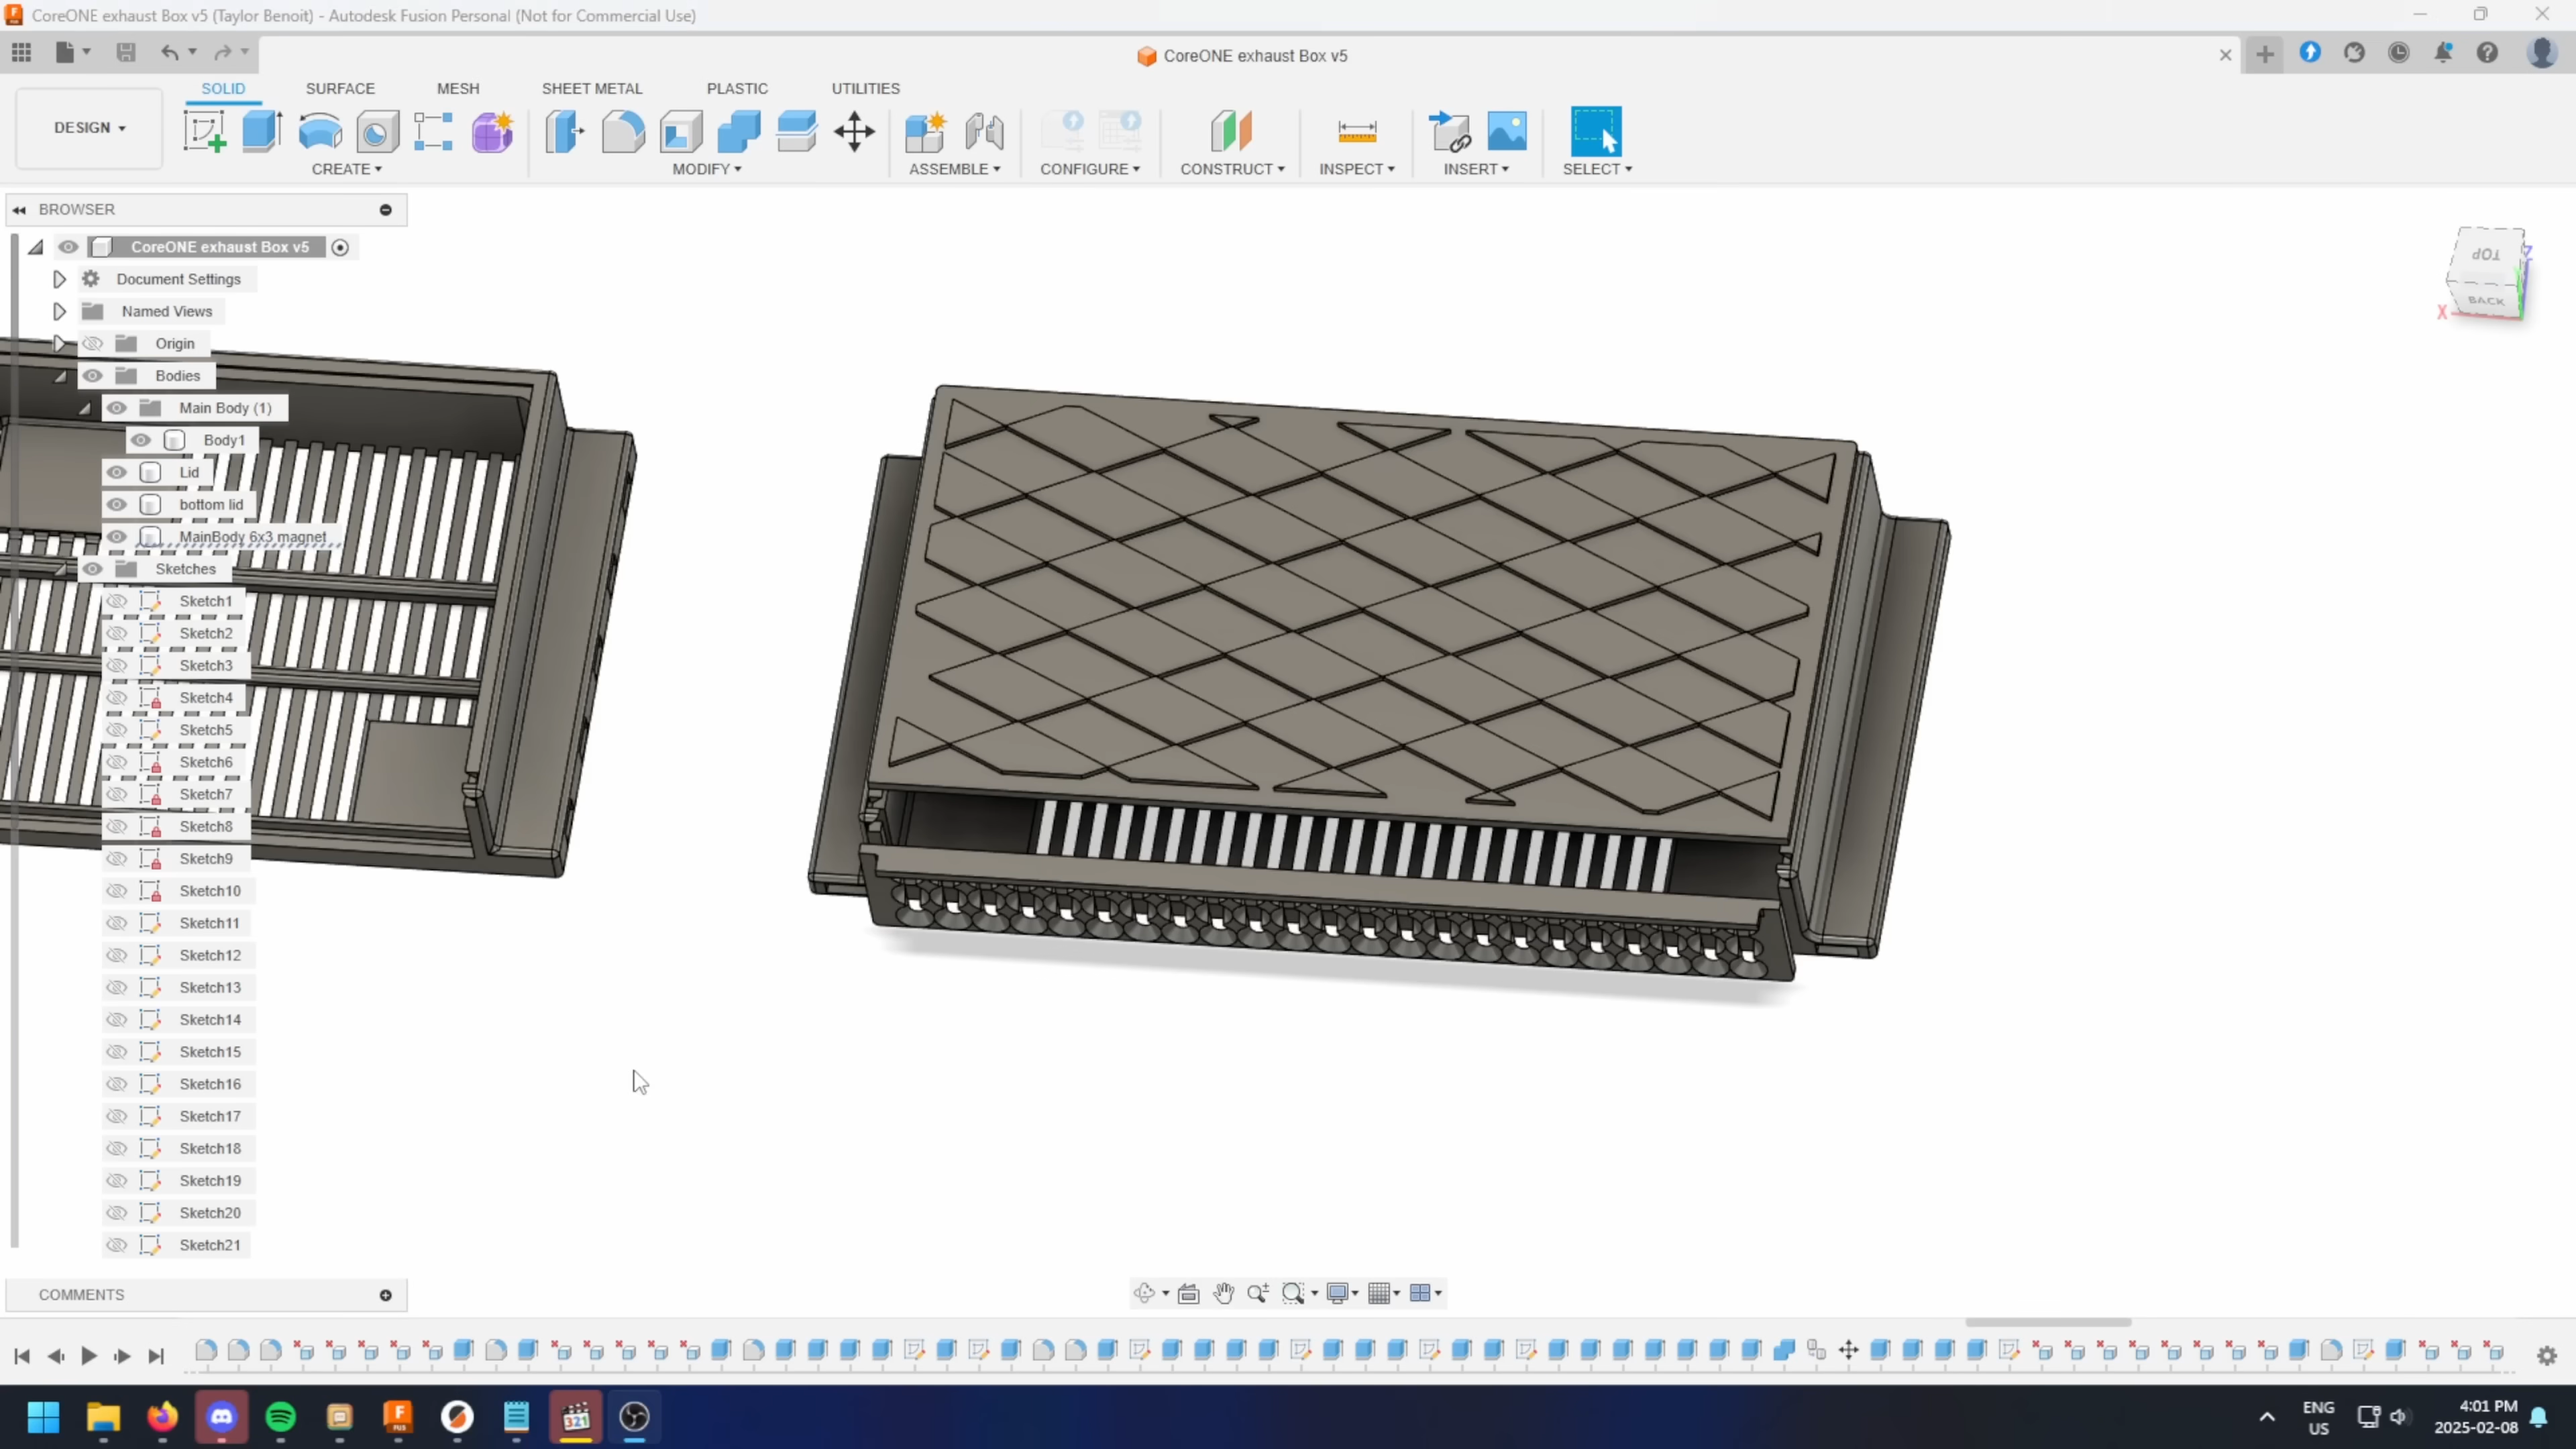 CoreONE exhaust Box v5 (Taylor Benoit) - Autodesk Fusion Personal (Not for Commercial Use)
CoreONE exhaust Box v5
SOLID SURFACE MESH SHEET METAL PLASTIC UTILITIES
DESIGN
CREATE MODIFY ASSEMBLE CONFIGURE CONSTRUCT INSPECT INSERT SELECT
BROWSER
CoreONE exhaust Box v5
Document Settings
Named Views
Origin
Bodies
Main Body (1)
Body1
Lid
bottom lid
MainBody 6x3 magnet
Sketches
Sketch1
Sketch2
Sketch3
Sketch4
Sketch5
Sketch6
Sketch7
Sketch8
Sketch9
Sketch10
Sketch11
Sketch12
Sketch13
Sketch14
Sketch15
Sketch16
Sketch17
Sketch18
Sketch19
Sketch20
Sketch21
TOP
Z
BACK
X
COMMENTS
F
FUS
321
ENG
US
4:01 PM
2025-02-08